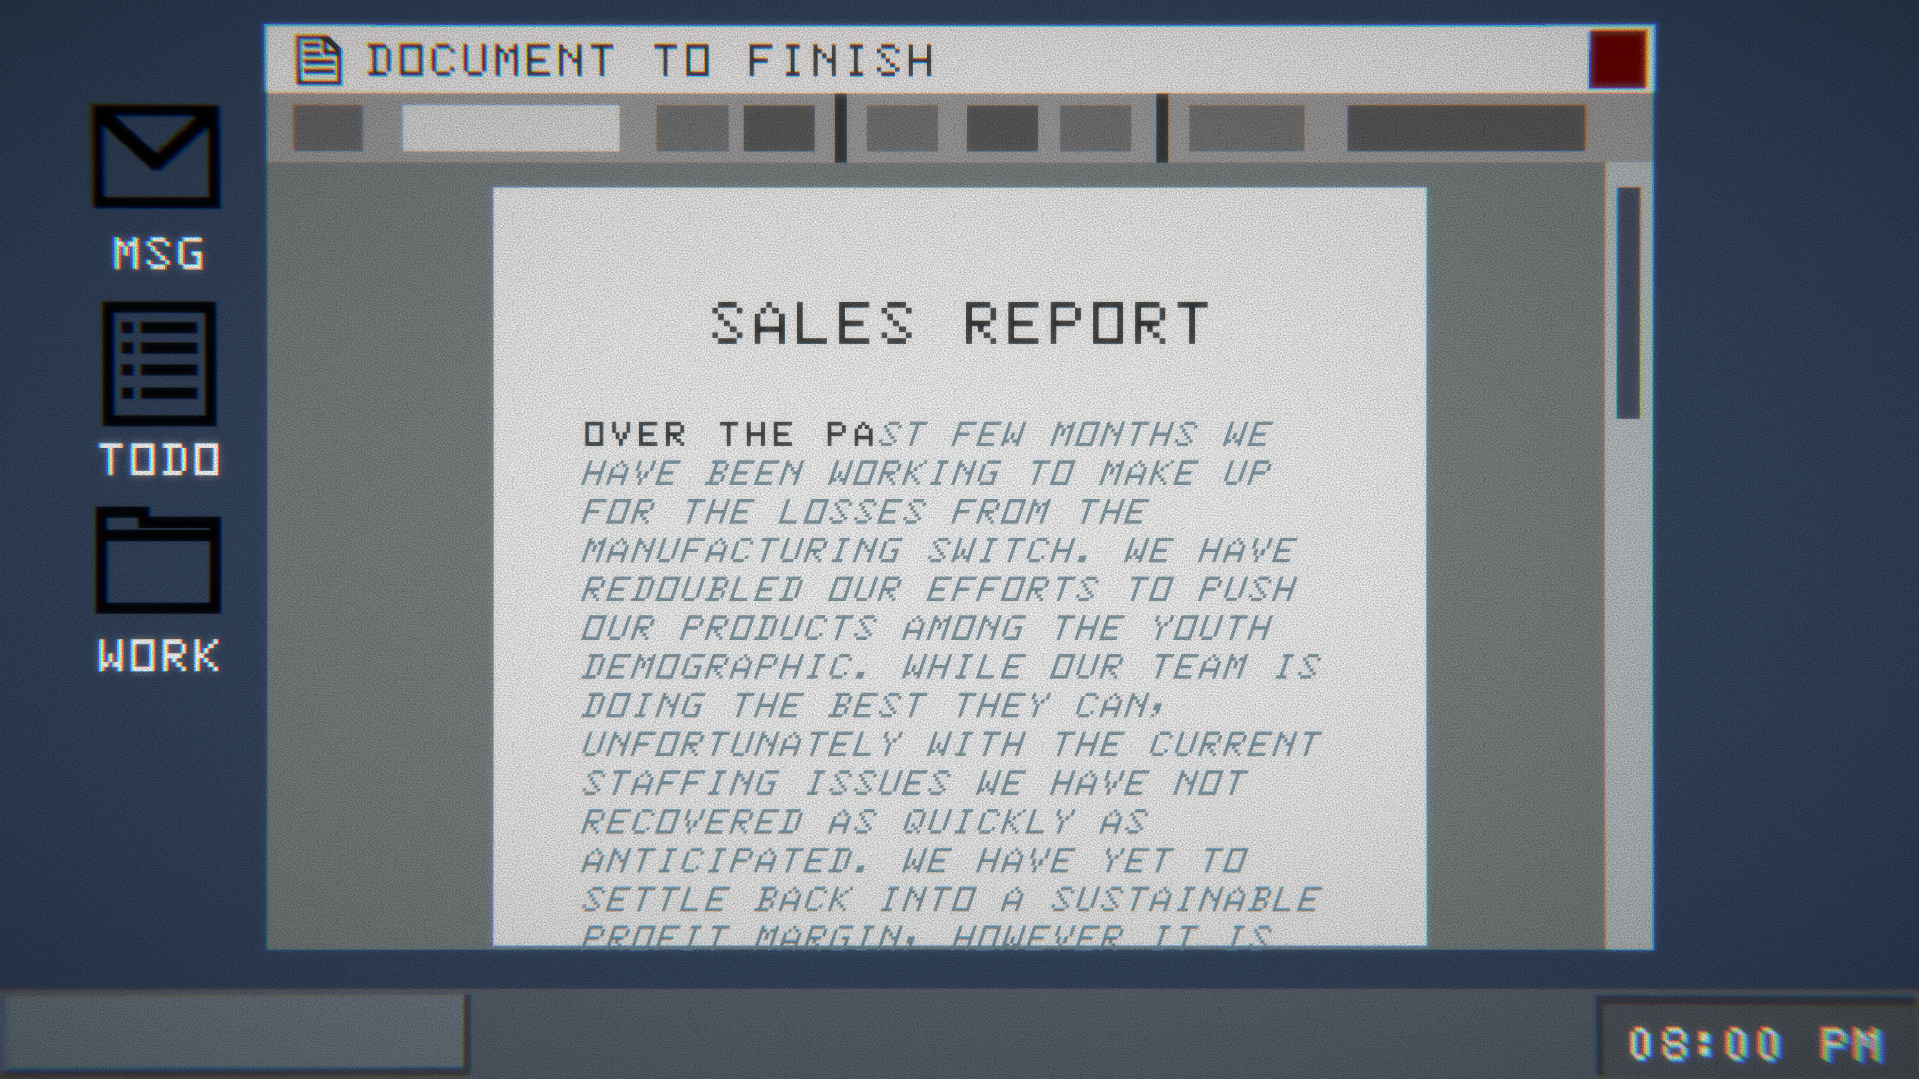 DOCUMENT TO FINISH
MSG
TODO
WORK
SALES REPORT
OVER THE PAST FEW MONTHS WE
HAVE BEEN WORKING TO MAKE UP
FOR THE LOSSES FROM THE
MANUFACTURING SWITCH. WE HAVE
REDOUBLED OUR EFFORTS TO PUSH
OUR PRODUCTS AMONG THE YOUTH
DEMOGRAPHIC. WHILE OUR TEAM IS
DOING THE BEST THEY CAN,
UNFORTUNATELY WITH THE CURRENT
STAFFING ISSUES WE HAVE NOT
RECOVERED AS QUICKLY AS
ANTICIPATED. WE HAVE YET TO
SETTLE BACK INTO A SUSTAINABLE
PROFIT MARGIN, HOWEVER IT IS
08:00 PM